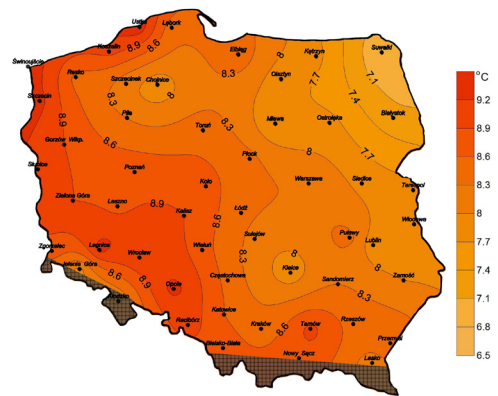 Ustka
Lębork
Koszalin
8.9
8.6
Elbląg
8
Kętrzyn
Suwałki
8.3
7.7
7.1
Świnoujście
Resko
Szczecinek
Chojnice
8
Olsztyn
7.4
Szczecin
8.3
Piła
8.9
Toruń
8.3
Mława
Ostrołęka
Białystok
Gorzów Wlkp.
8.6
7.7
Płock
Słubice
Poznań
8
Koło
Warszawa
Siedlce
Terespol
Zielona Góra
Leszno
8.9
Kalisz
8.6
Łódź
Włodawa
Sulejów
Puławy
Lublin
Zgorzelec
Legnica
Wrocław
Wieluń
8.3
8
8
Jelenia Góra
8.6
8.9
Kielce
Opole
Częstochowa
Sandomierz
Zamość
Kłodzko
8.3
Racibórz
Katowice
Kraków
8.6
Tarnów
Rzeszów
Bielsko-Biała
Przemyśl
Nowy Sącz
Lesko
°C
9.2
8.9
8.6
8.3
8
7.7
7.4
7.1
6.8
6.5